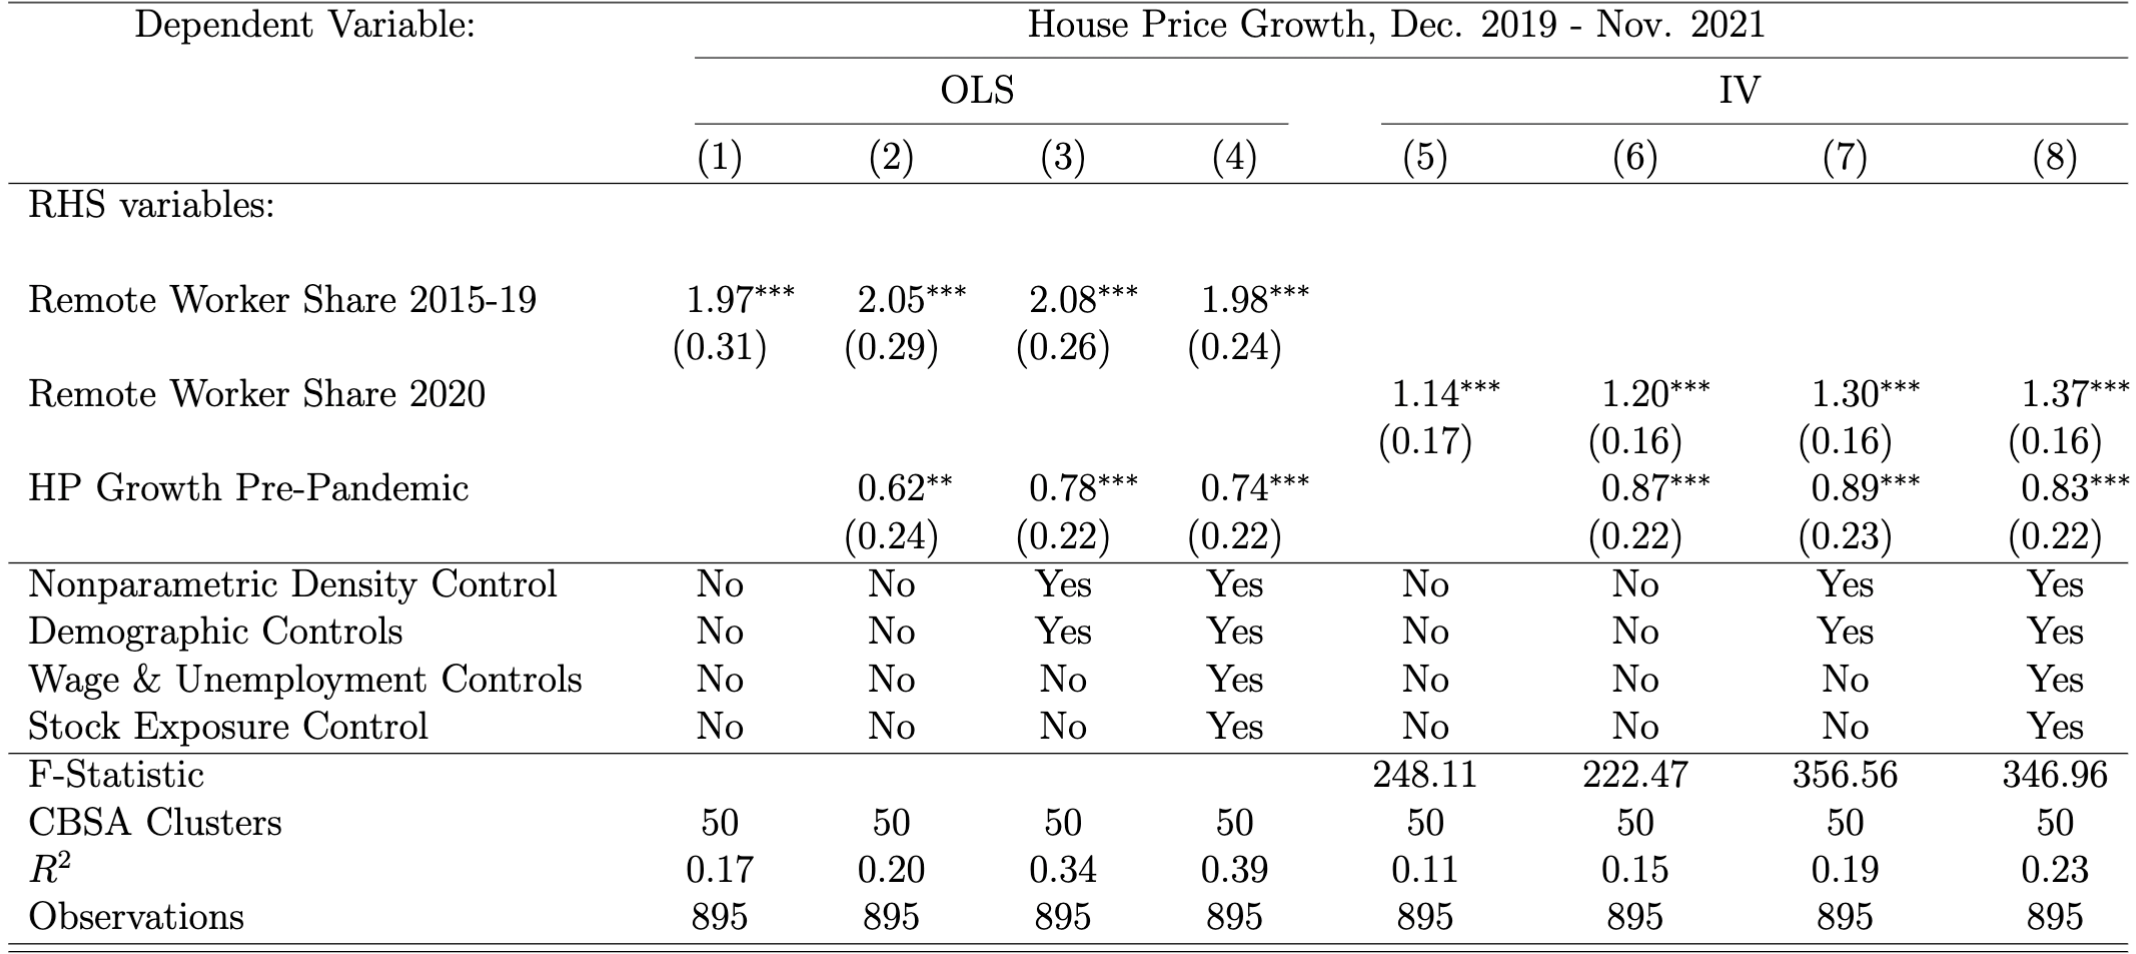 Dependent Variable: House Price Growth, Dec. 2019 - Nov. 2021
OLS IV
(1) (2) (3) (4) (5) (6) (7) (8)
RHS variables:
Remote Worker Share 2015-19 1.97*** 2.05*** 2.08*** 1.98***
(0.31) (0.29) (0.26) (0.24)
Remote Worker Share 2020 1.14*** 1.20*** 1.30*** 1.37***
(0.17) (0.16) (0.16) (0.16)
HP Growth Pre-Pandemic 0.62** 0.78*** 0.74*** 0.87*** 0.89*** 0.83***
(0.24) (0.22) (0.22) (0.22) (0.23) (0.22)
Nonparametric Density Control No No Yes Yes No No Yes Yes
Demographic Controls No No Yes Yes No No Yes Yes
Wage & Unemployment Controls No No No Yes No No No Yes
Stock Exposure Control No No No Yes No No No Yes
F-Statistic 248.11 222.47 356.56 346.96
CBSA Clusters 50 50 50 50 50 50 50 50
R² 0.17 0.20 0.34 0.39 0.11 0.15 0.19 0.23
Observations 895 895 895 895 895 895 895 895